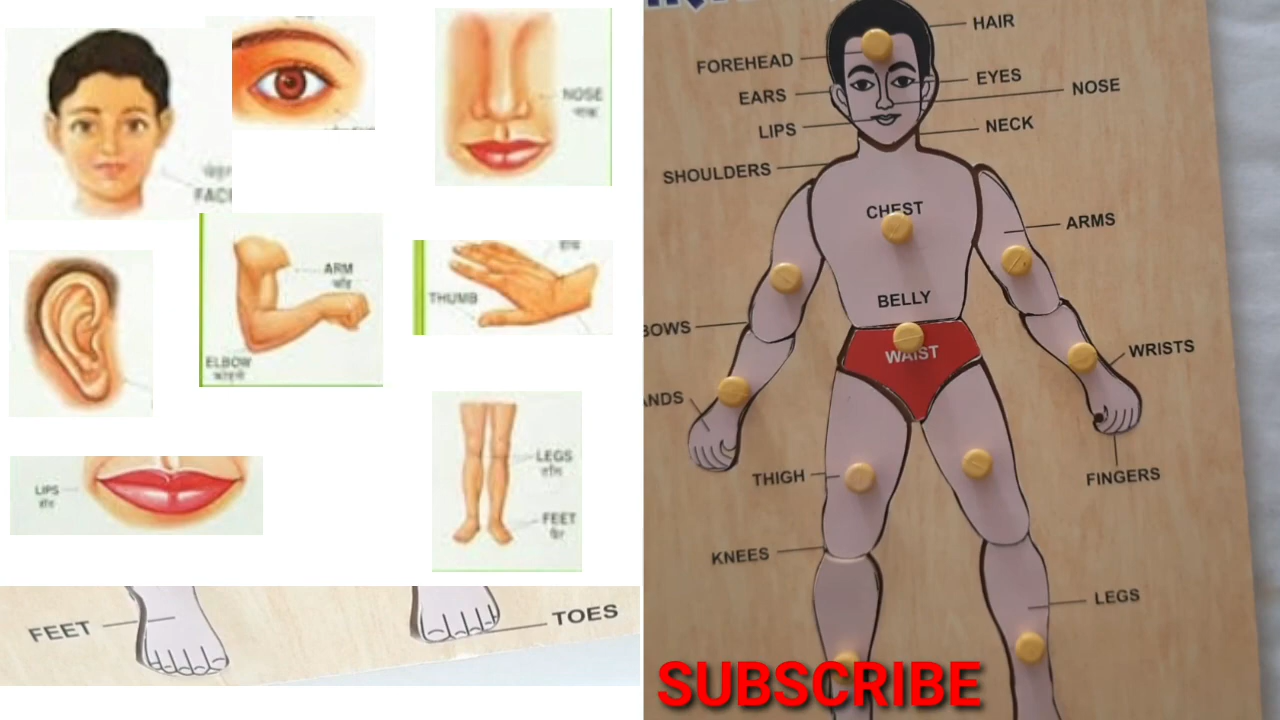 FACE
NOSE
नाक
ARM
ELBOW
कोहनी
THUMB
LIPS
होंठ
LEGS
टाँग
FEET
पैर
FEET
TOES
HAIR
FOREHEAD
EYES
EARS
NOSE
LIPS
NECK
SHOULDERS
CHEST
ARMS
BELLY
BOWS
WAIST
WRISTS
ANDS
THIGH
FINGERS
KNEES
LEGS
SUBSCRIBE